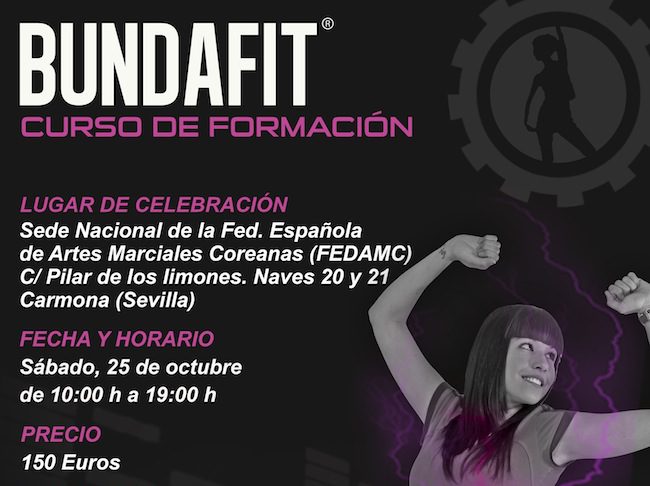 BUNDAFIT®
CURSO DE FORMACIÓN
LUGAR DE CELEBRACIÓN
Sede Nacional de la Fed. Española
de Artes Marciales Coreanas (FEDAMC)
C/ Pilar de los limones. Naves 20 y 21
Carmona (Sevilla)
FECHA Y HORARIO
Sábado, 25 de octubre
de 10:00 h a 19:00 h
PRECIO
150 Euros